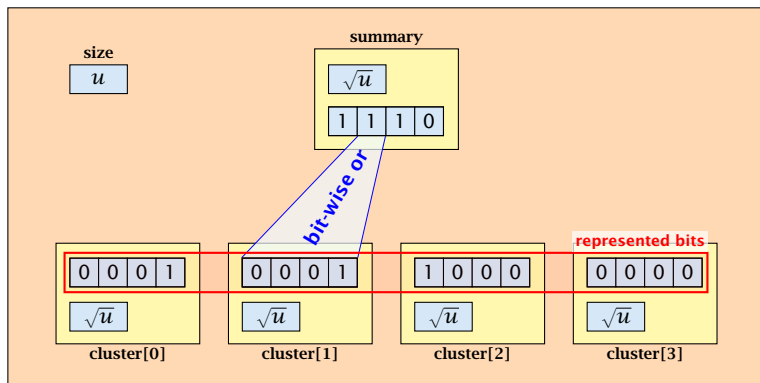 summary
size
u
√u
1 1 1 0
bit-wise or
represented bits
0 0 0 1 0 0 0 1 1 0 0 0 0 0 0 0
√u √u √u √u
cluster[0] cluster[1] cluster[2] cluster[3]